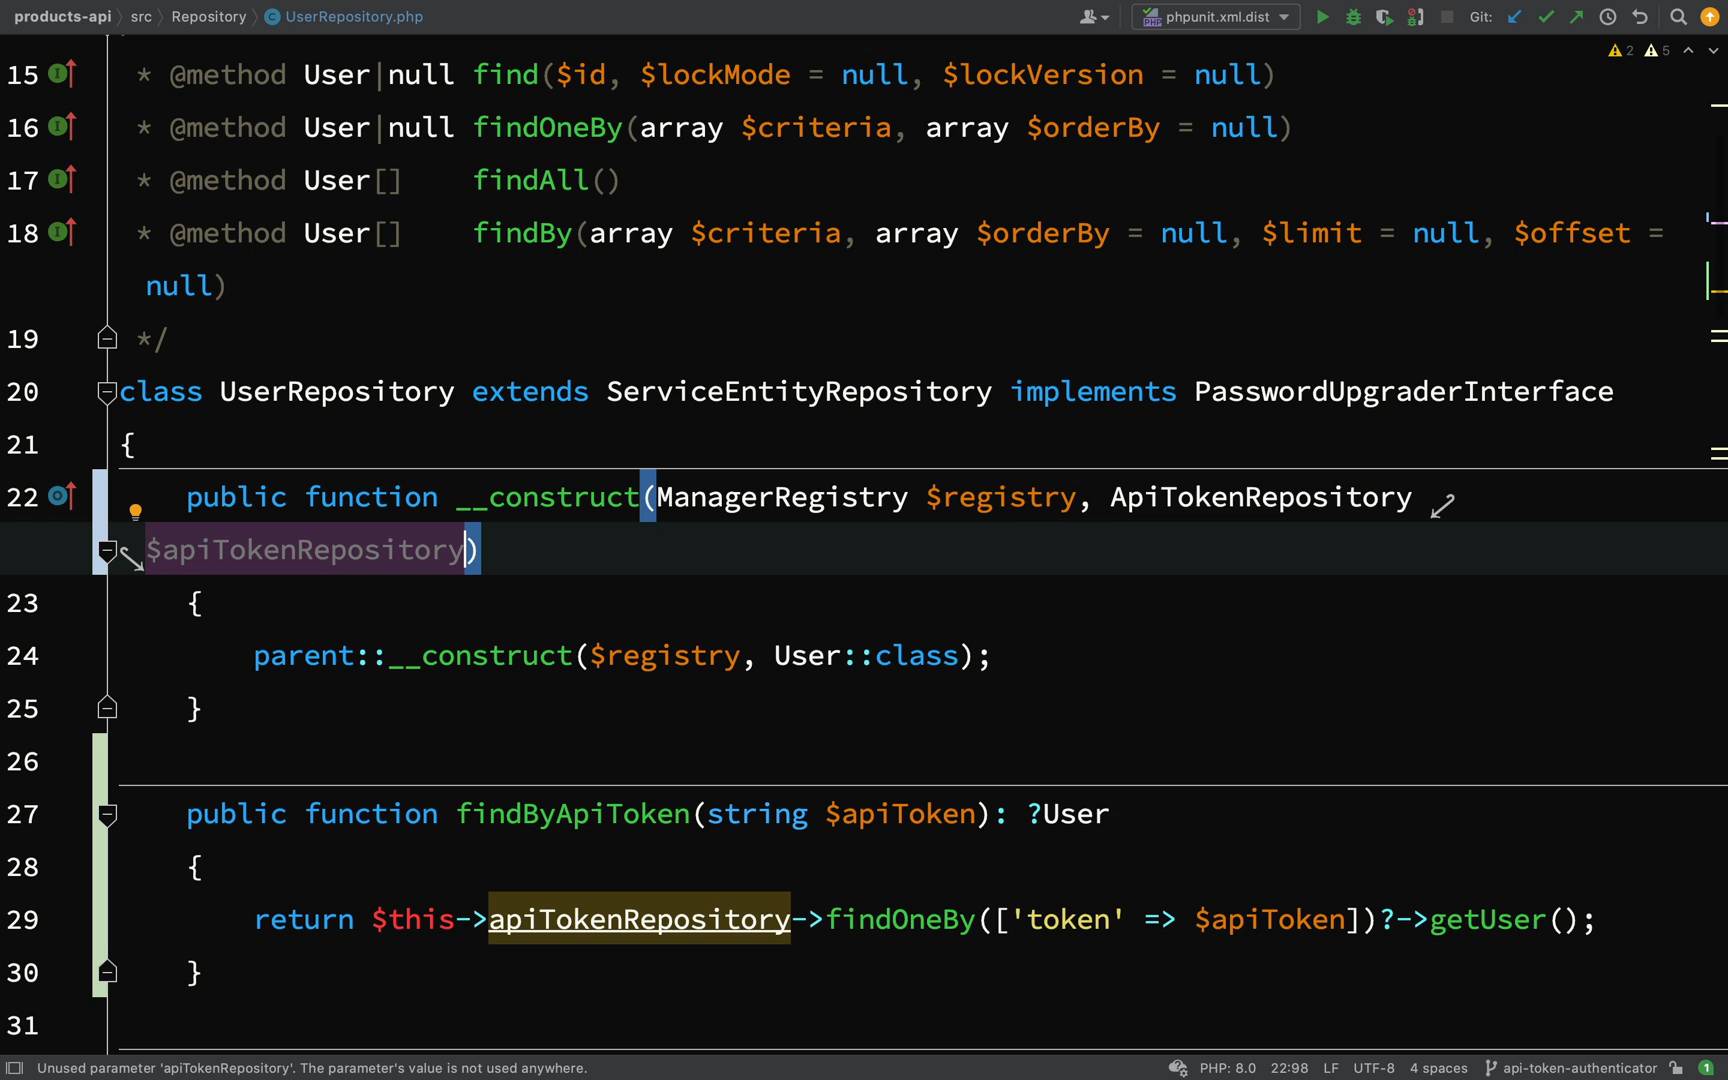 products-api src Repository UserRepository.php phpunit.xml.dist Git:
2 5
15 * @method User|null find($id, $lockMode = null, $lockVersion = null)
16 * @method User|null findOneBy(array $criteria, array $orderBy = null)
17 * @method User[] findAll()
18 * @method User[] findBy(array $criteria, array $orderBy = null, $limit = null, $offset =
null)
19 */
20 class UserRepository extends ServiceEntityRepository implements PasswordUpgraderInterface
21 {
22 public function __construct(ManagerRegistry $registry, ApiTokenRepository
$apiTokenRepository)
23 {
24 parent::__construct($registry, User::class);
25 }
26
27 public function findByApiToken(string $apiToken): ?User
28 {
29 return $this->apiTokenRepository->findOneBy(['token' => $apiToken])?->getUser();
30 }
31
Unused parameter 'apiTokenRepository'. The parameter's value is not used anywhere. PHP: 8.0 22:98 LF UTF-8 4 spaces api-token-authenticator 1